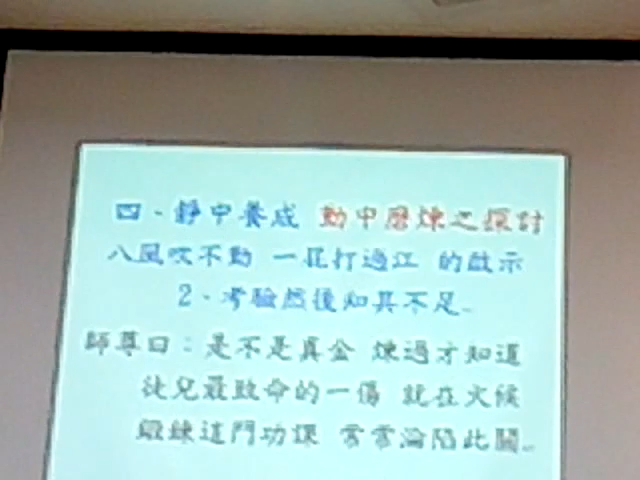 四、靜中養成 動中磨煉之探討
八風吹不動 一屁打過江 的啟示
2、考驗然後知其不足
師尊曰：是不是真金 煉過才知道
徒兒最致命的一傷 就在火候
鍛鍊這門功課 常常淪陷此關